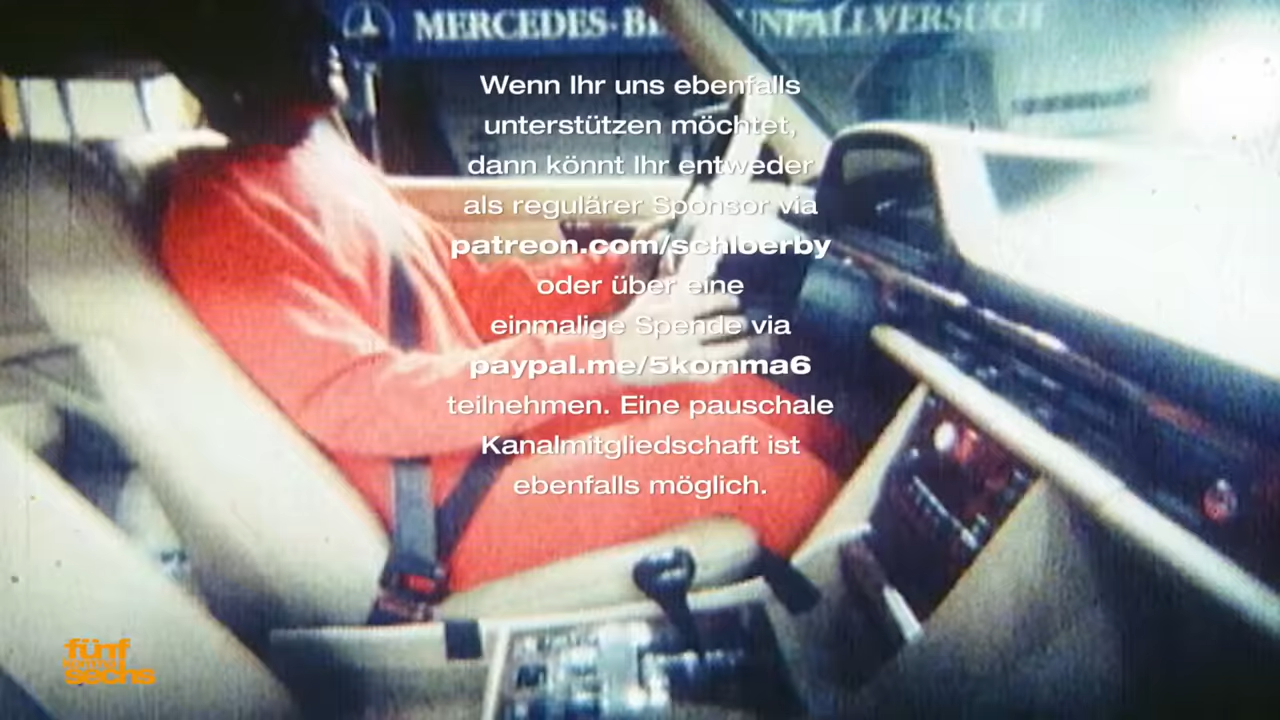 MERCEDES-B UNFALLVERSUCH
Wenn Ihr uns ebenfalls
unterstützen möchtet,
dann könnt Ihr entweder
als regulärer Sponsor via
patreon.com/schloerby
oder über eine
einmalige Spende via
paypal.me/5komma6
teilnehmen. Eine pauschale
Kanalmitgliedschaft ist
ebenfalls möglich.
fünf
komma
sechs